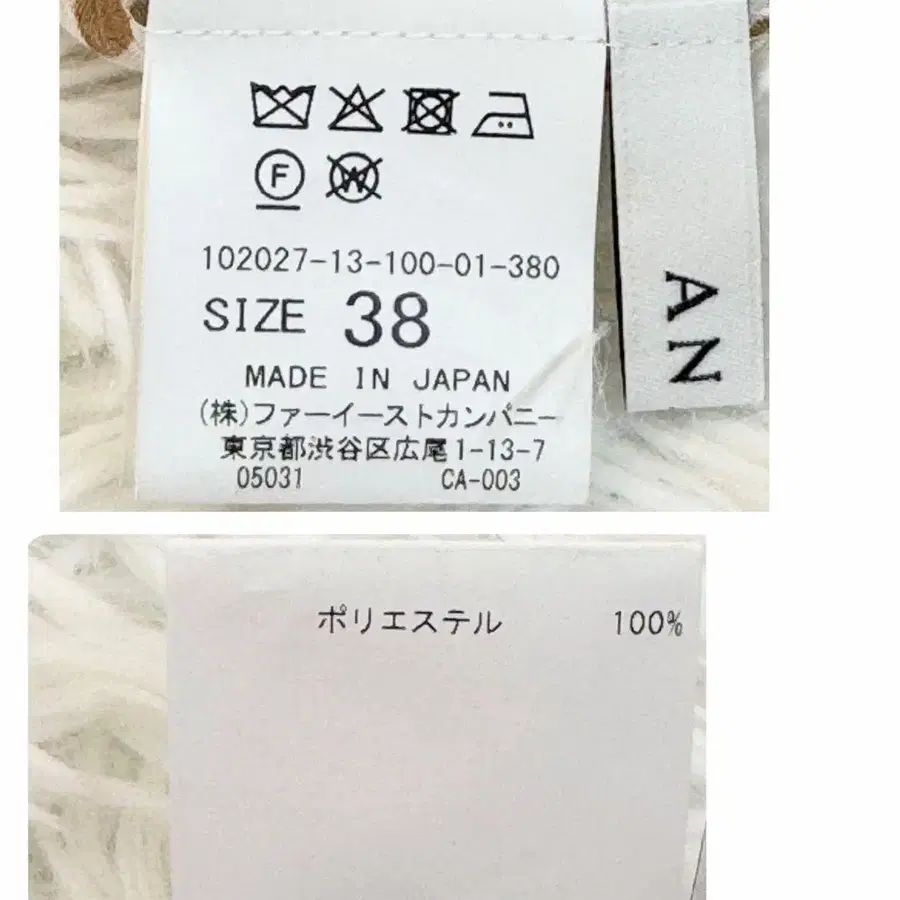 F
W
102027-13-100-01-380
SIZE 38
MADE IN JAPAN
(株)ファーイーストカンパニー
東京都渋谷区広尾1-13-7
05031 CA-003
AN
ポリエステル 100%